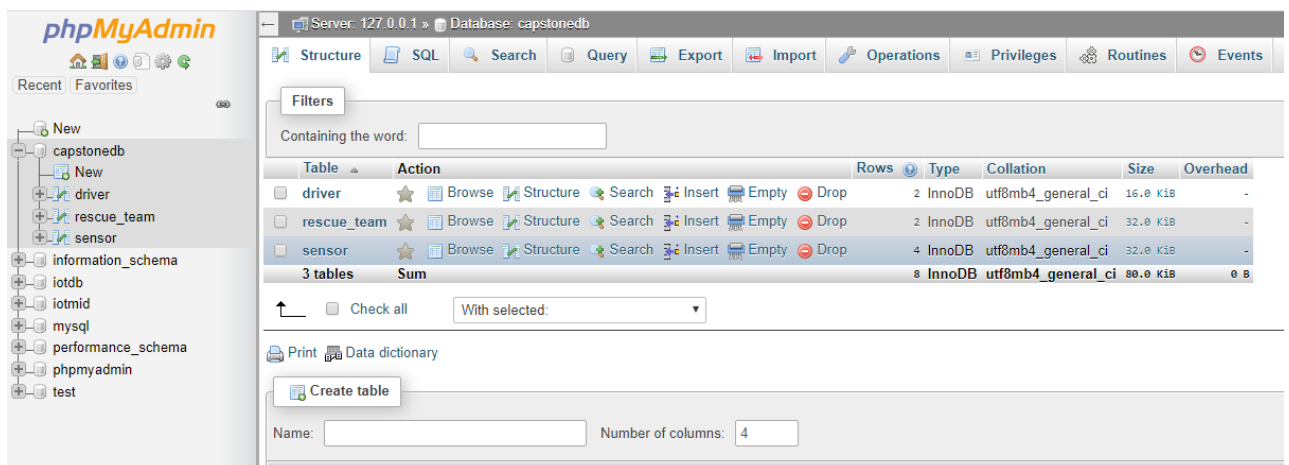 phpMyAdmin
Recent Favorites
New
capstonedb
New
driver
rescue_team
sensor
information_schema
iotdb
iotmid
mysql
performance_schema
phpmyadmin
test
Server: 127.0.0.1 » Database: capstonedb
Structure SQL Search Query Export Import Operations Privileges Routines Events
Filters
Containing the word:
Table Action Rows Type Collation Size Overhead
driver Browse Structure Search Insert Empty Drop 2 InnoDB utf8mb4_general_ci 16.0 KiB -
rescue_team Browse Structure Search Insert Empty Drop 2 InnoDB utf8mb4_general_ci 32.0 KiB -
sensor Browse Structure Search Insert Empty Drop 4 InnoDB utf8mb4_general_ci 32.0 KiB -
3 tables Sum 8 InnoDB utf8mb4_general_ci 80.0 KiB 0 B
Check all With selected:
Print Data dictionary
Create table
Name: Number of columns: 4